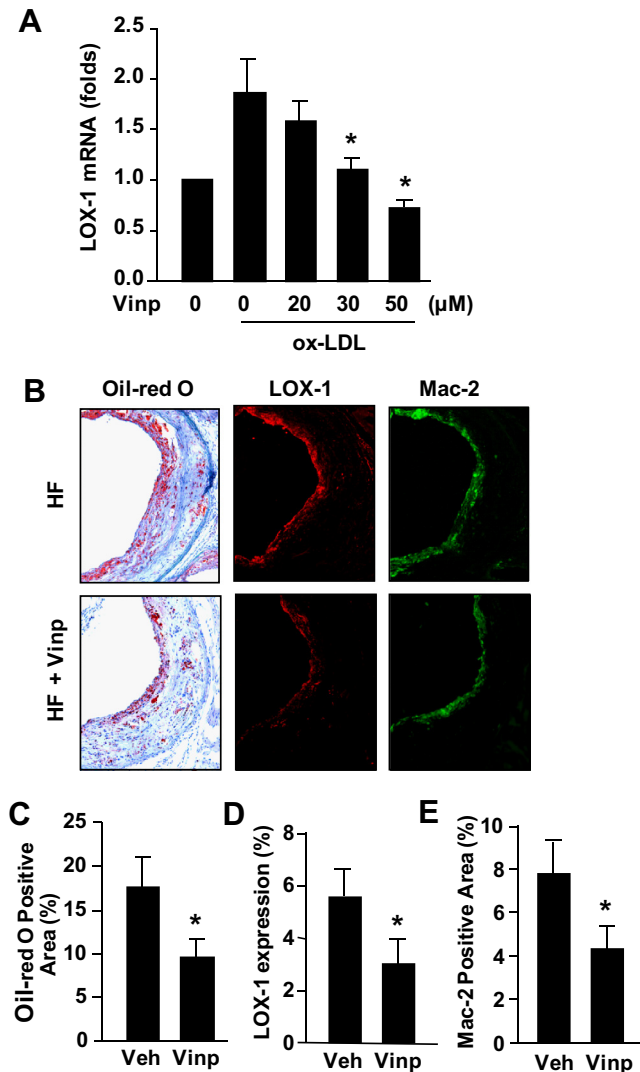 A
LOX-1 mRNA (folds)
2.5
2.0
1.5
1.0
0.5
0.0
* *
Vinp 0 0 20 30 50 (µM)
ox-LDL
B
Oil-red O LOX-1 Mac-2
HF
HF + Vinp
C
Oil-red O Positive
Area (%)
25
20
15
10
5
0
*
Veh Vinp
D
LOX-1 expression (%)
8
6
4
2
0
*
Veh Vinp
E
Mac-2 Positive Area (%)
10
8
6
4
2
0
*
Veh Vinp